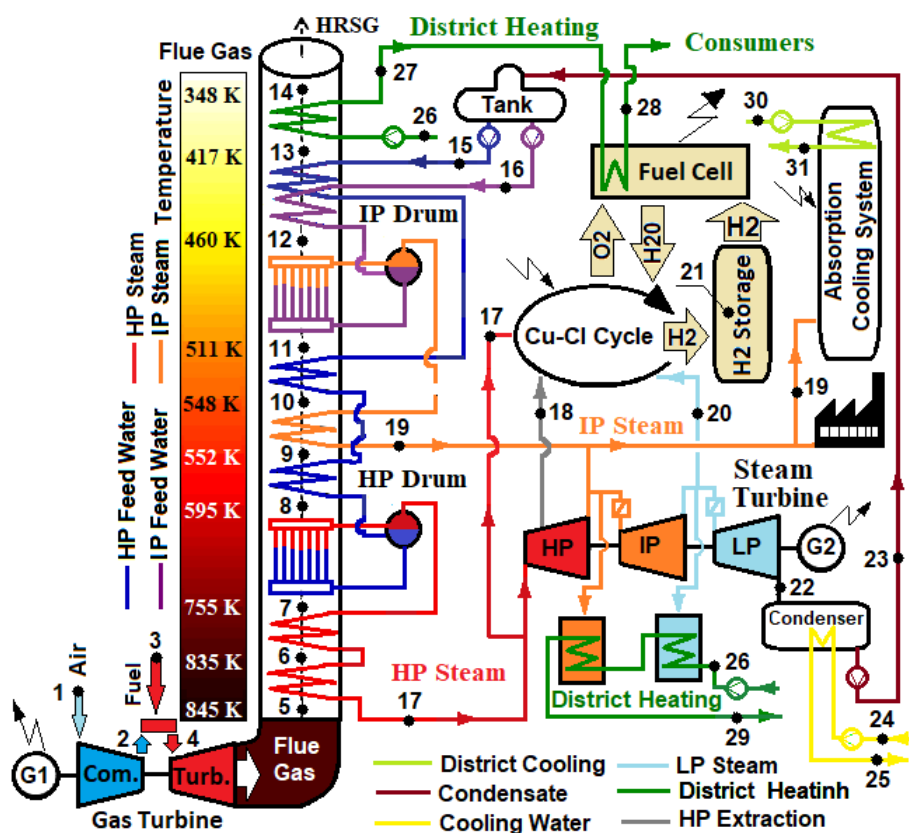 HRSG
District Heating
Consumers
Flue Gas
27
348 K
14
Tank
28
30
26
417 K
13
15
16
31
Fuel Cell
IP Drum
Absorption
Cooling System
460 K
12
O2
H20
H2
21
H2 Storage
HP Steam
IP Steam
Temperature
17
Cu-Cl Cycle
H2
511 K
11
548 K
10
19
18
20
19
IP Steam
552 K
9
HP Drum
Steam
Turbine
595 K
8
HP
IP
LP
G2
HP Feed Water
IP Feed Water
23
22
755 K
7
Condenser
3
Air
Fuel
835 K
6
HP Steam
26
1
845 K
5
17
District Heating
29
24
2
4
25
G1
Com.
Turb.
Flue
Gas
Gas Turbine
District Cooling
LP Steam
Condensate
District Heatinh
Cooling Water
HP Extraction